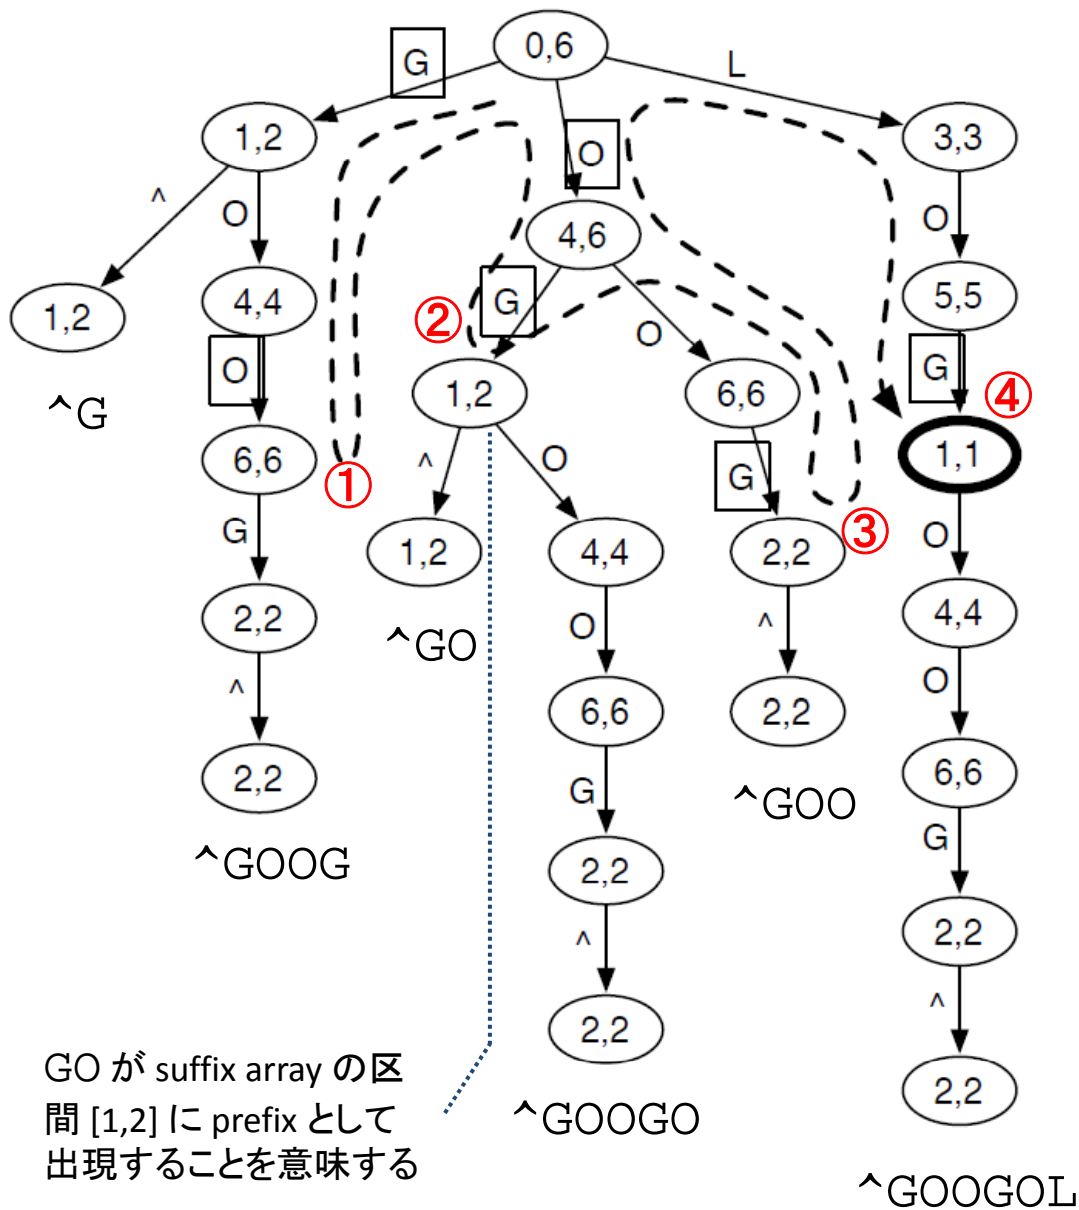 0,6
G
L
1,2
O
3,3
^
O
4,6
O
1,2
4,4
②
G
O
5,5
^G
O
1,2
6,6
G
④
6,6
①
^
O
G
1,1
G
1,2
4,4
2,2
③
O
2,2
^GO
O
^
4,4
^
6,6
2,2
O
2,2
G
^GOO
6,6
^GOOG
2,2
G
^
2,2
2,2
^
GO が suffix array の区
間 [1,2] に prefix として
出現することを意味する
^GOOGO
2,2
^GOOGOL